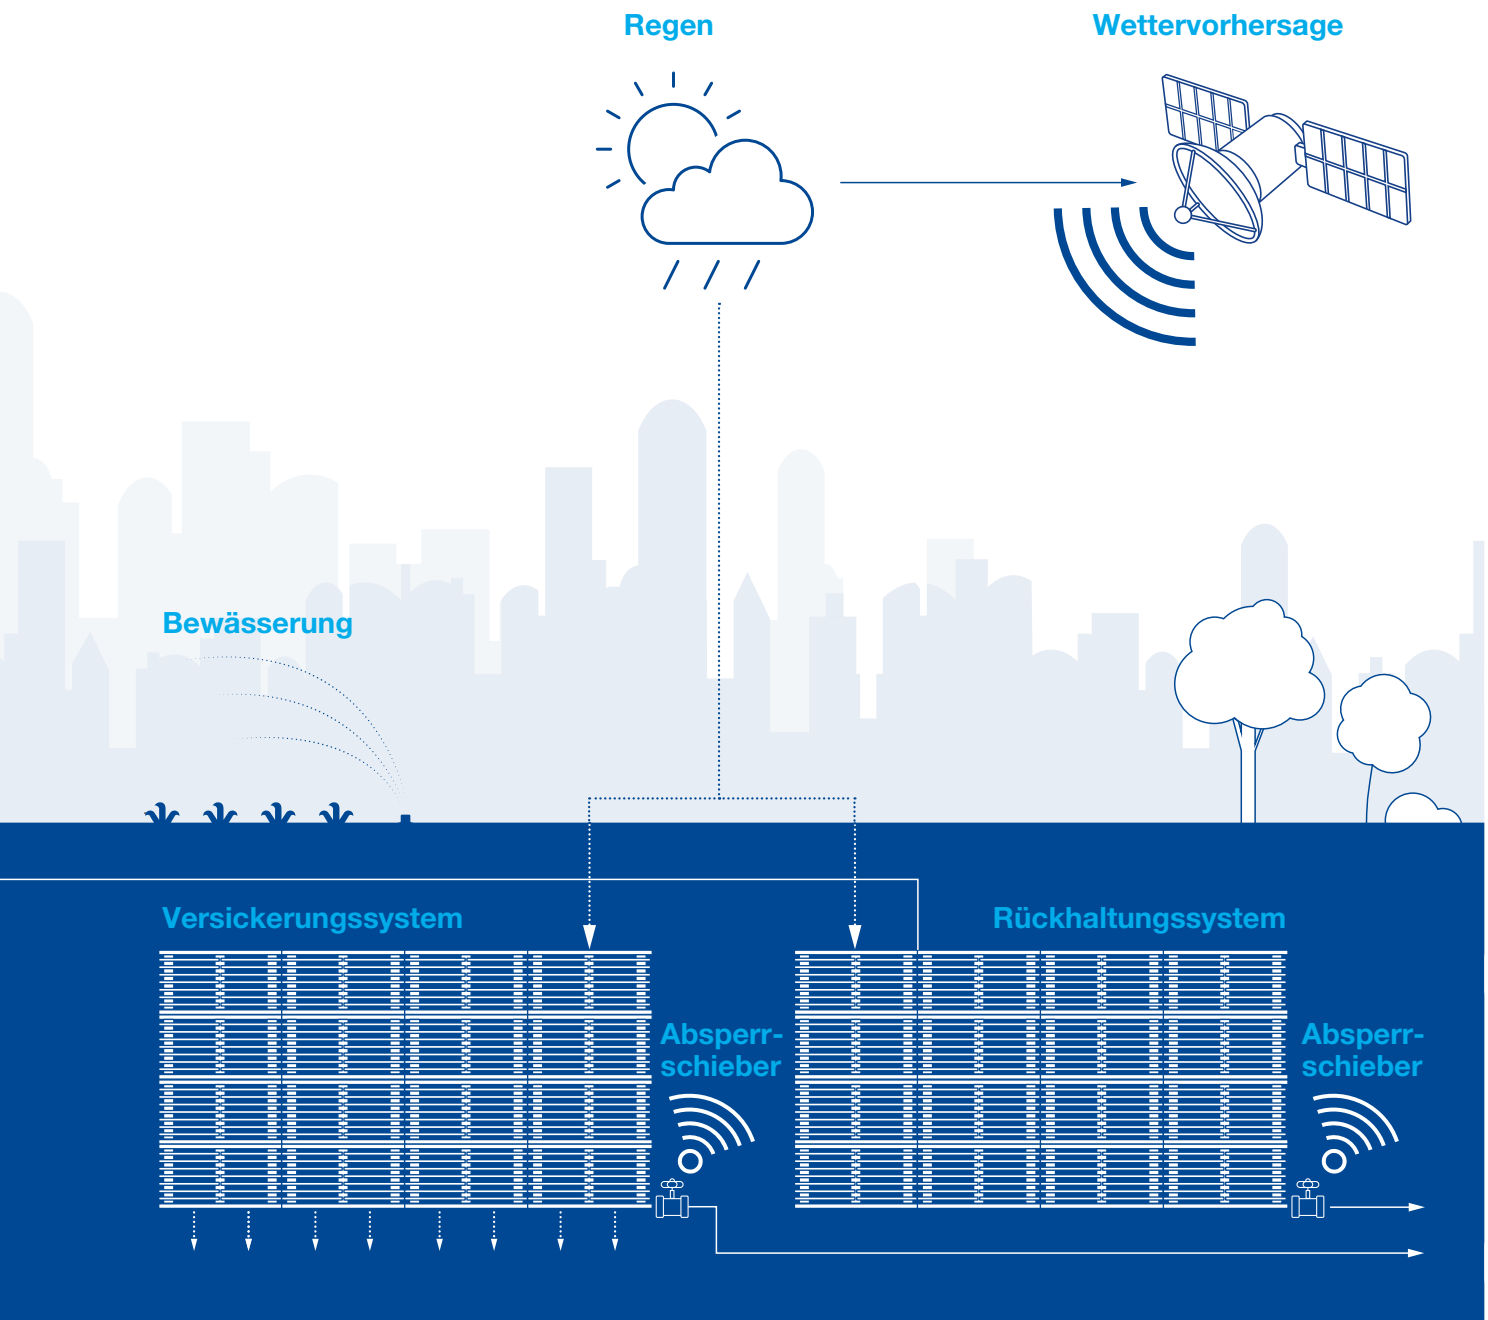 Regen
Wettervorhersage
Bewässerung
Versickerungssystem
Rückhaltungssystem
Absperr-
schieber
Absperr-
schieber